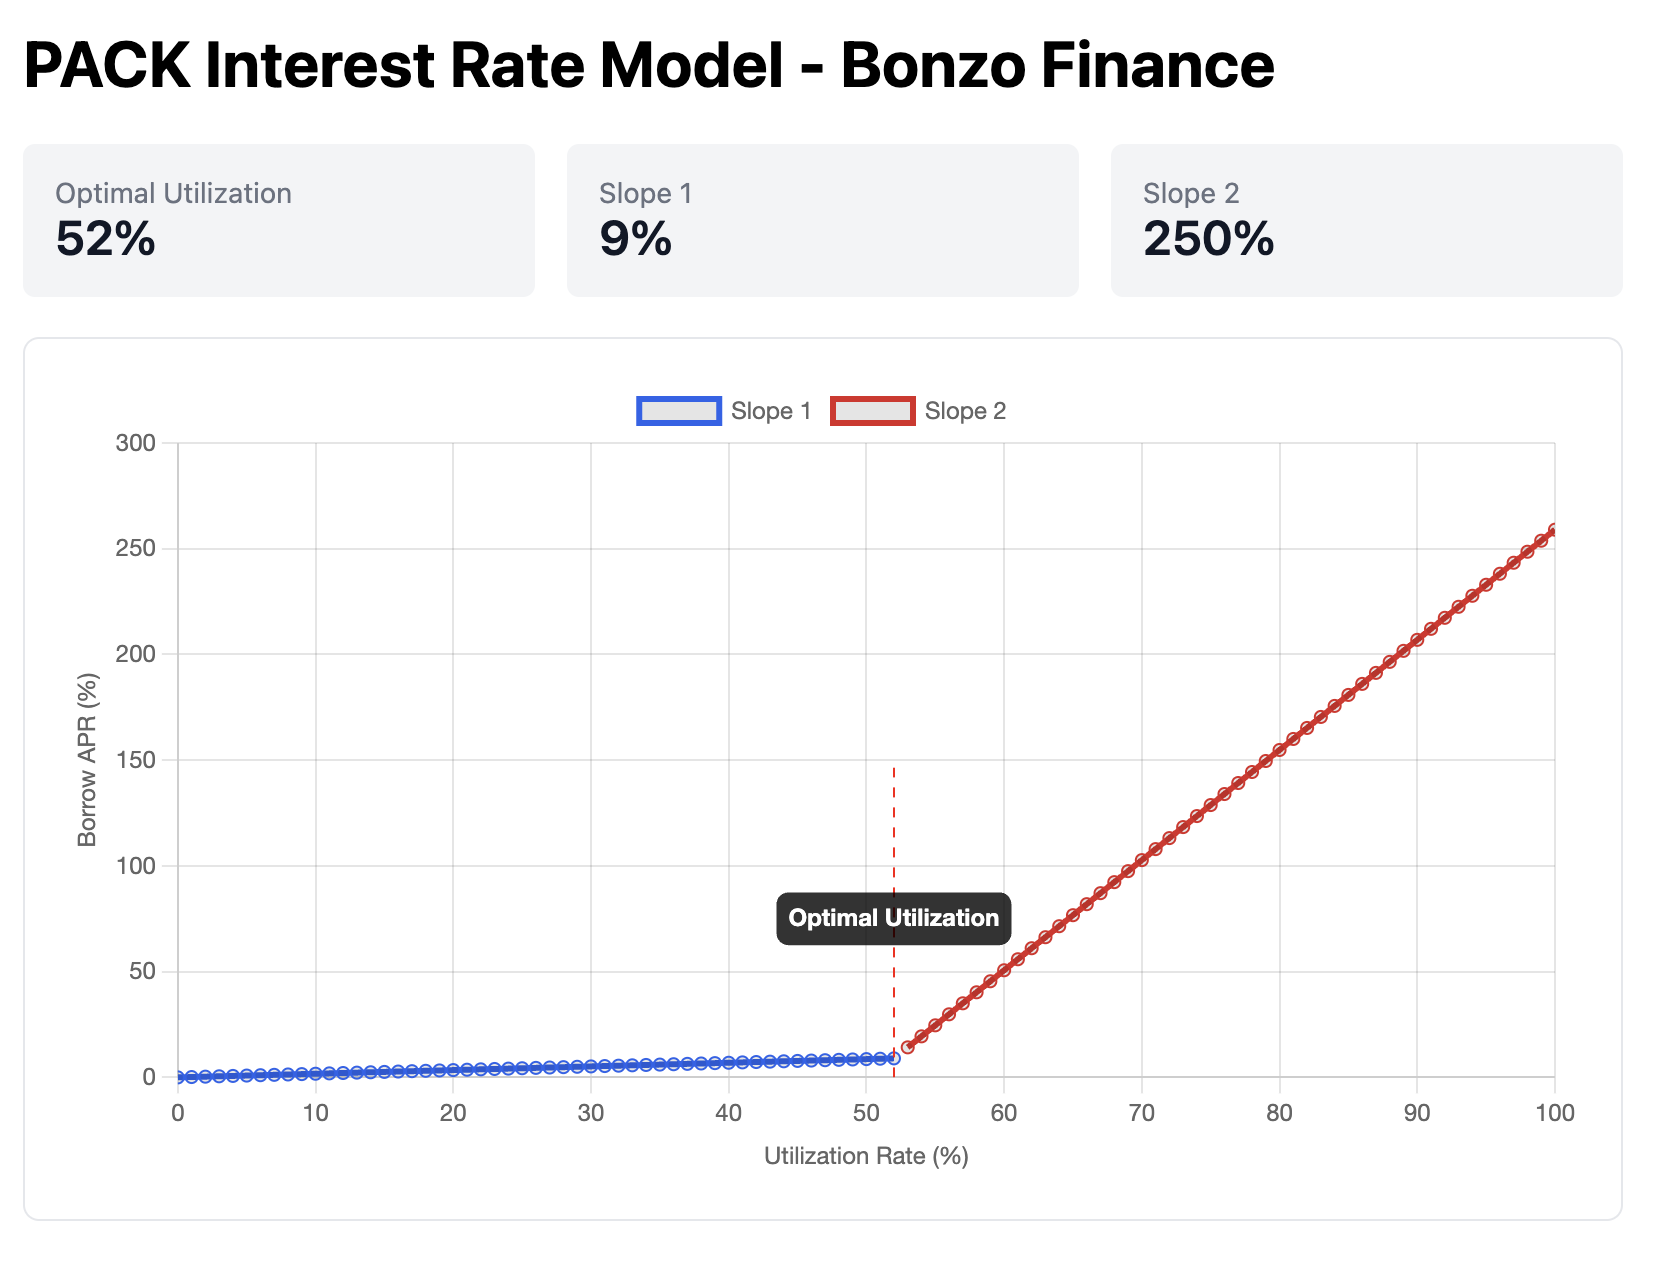 PACK Interest Rate Model - Bonzo Finance
Optimal Utilization
52%
Slope 1
9%
Slope 2
250%
Slope 1
Slope 2
300
250
200
150
100
50
0
Borrow APR (%)
Optimal Utilization
0
10
20
30
40
50
60
70
80
90
100
Utilization Rate (%)